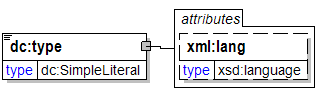 attributes
dc:type
type dc:SimpleLiteral
xml:lang
type xsd:language